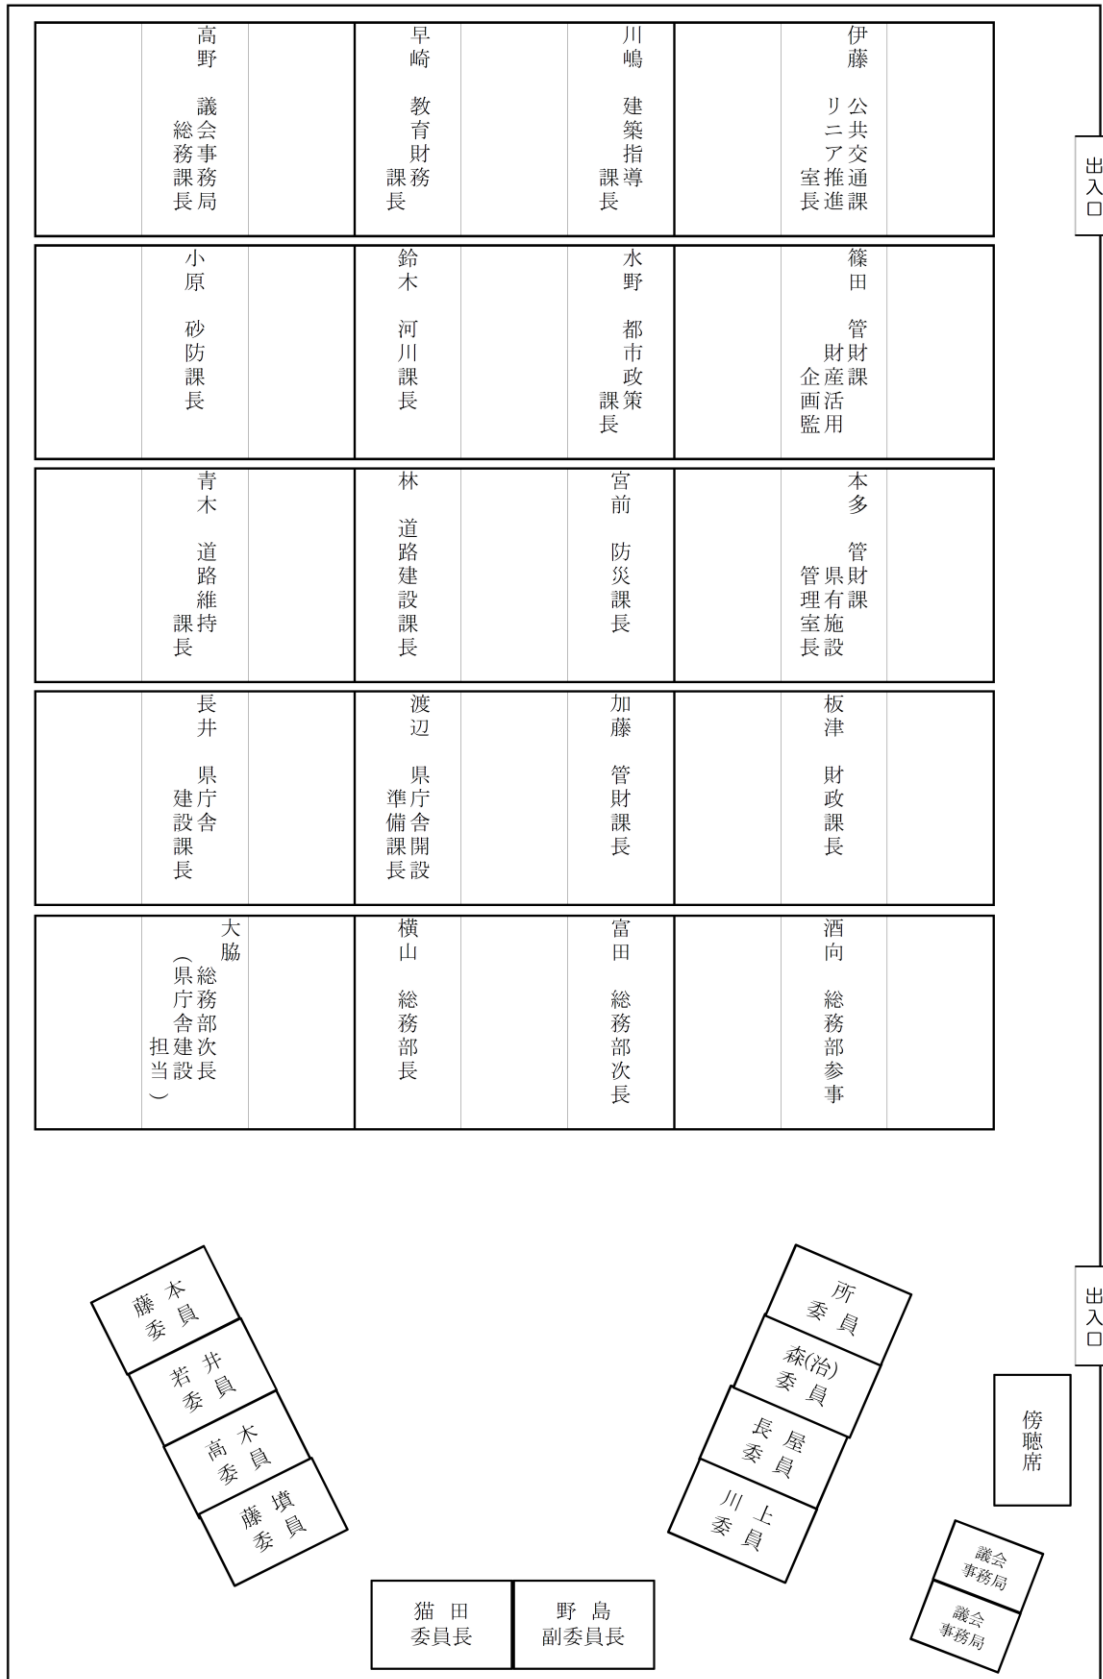 伊藤　公共交通課
リニア推進
室長
川嶋　建築指導
課長
早崎　教育財務
課長
高野　議会事務局
総務課長
出入口
篠田　管財課
財産活用
企画監
水野　都市政策
課長
鈴木　河川課長
小原　砂防課長
本多　管財課
県有施設
管理室長
宮前　防災課長
林　道路建設課長
青木　道路維持
課長
板津　財政課長
加藤　管財課長
渡辺　県庁舎開設
準備課長
長井　県庁舎
建設課長
酒向　総務部参事
富田　総務部次長
横山　総務部長
大脇
総務部次長
（県庁舎建設
担当）
藤本
委員
若井
委員
高木
委員
藤墳
委員
所
委員
森(治)
委員
長屋
委員
川上
委員
出入口
傍聴席
議会
事務局
議会
事務局
猫田
委員長
野島
副委員長